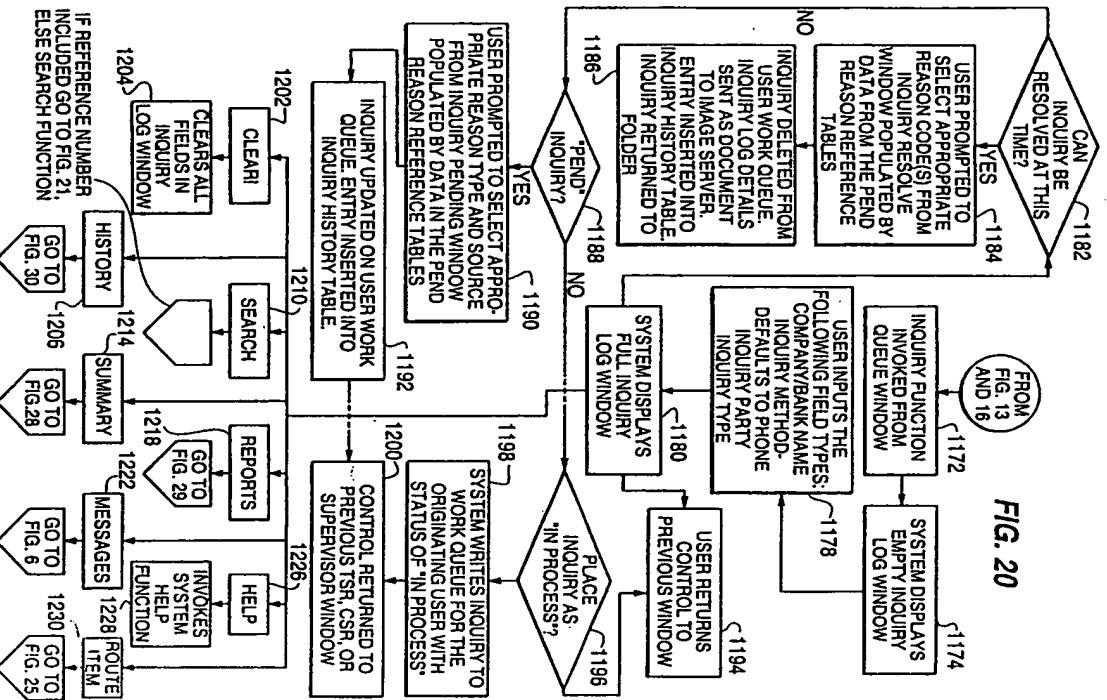 FIG. 20
FROM
FIG. 13
AND 16
1172
INQUIRY FUNCTION
INVOKED FROM
QUEUE WINDOW
1174
SYSTEM DISPLAYS
EMPTY INQUIRY
LOG WINDOW
1178
USER INPUTS THE
FOLLOWING FIELD TYPES:
COMPANY/BANK NAME
INQUIRY METHOD-
DEFAULTS TO PHONE
INQUIRY PARTY
INQUIRY TYPE
1180
SYSTEM DISPLAYS
FULL INQUIRY
LOG WINDOW
1194
USER RETURNS
CONTROL TO
PREVIOUS WINDOW
1182
CAN
INQUIRY BE
RESOLVED AT THIS
TIME?
NO
YES
1184
USER PROMPTED TO
SELECT APPROPRIATE
REASON CODE(S) FROM
INQUIRY RESOLVE
WINDOW POPULATED BY
DATA FROM THE PEND
REASON REFERENCE
TABLES
1186
INQUIRY DELETED FROM
USER WORK QUEUE.
INQUIRY LOG DETAILS
SENT AS DOCUMENT
TO IMAGE SERVER.
ENTRY INSERTED INTO
INQUIRY HISTORY TABLE.
INQUIRY RETURNED TO
FOLDER
1188
"PEND"
INQUIRY?
NO
YES
1190
USER PROMPTED TO SELECT APPRO-
PRIATE REASON TYPE AND SOURCE
FROM INQUIRY PENDING WINDOW
POPULATED BY DATA IN THE PEND
REASON REFERENCE TABLES
1192
INQUIRY UPDATED ON USER WORK
QUEUE. ENTRY INSERTED INTO
INQUIRY HISTORY TABLE.
1196
PLACE
INQUIRY AS
"IN PROCESS"?
1198
SYSTEM WRITES INQUIRY TO
WORK QUEUE FOR THE
ORIGINATING USER WITH
STATUS OF "IN PROCESS"
1200
CONTROL RETURNED TO
PREVIOUS TSR, CSR, OR
SUPERVISOR WINDOW
1202
CLEAR!
1204
CLEARS ALL
FIELDS IN
INQUIRY
LOG WINDOW
IF REFERENCE NUMBER
INCLUDED GO TO FIG. 21,
ELSE SEARCH FUNCTION
HISTORY
1206
GO TO
FIG. 30
1210
SEARCH
1214
SUMMARY
GO TO
FIG.28
1218
REPORTS
GO TO
FIG. 29
1222
MESSAGES
GO TO
FIG. 6
1226
HELP
1228
INVOKES
SYSTEM
HELP
FUNCTION
1230
ROUTE
ITEM
GO TO
FIG. 25